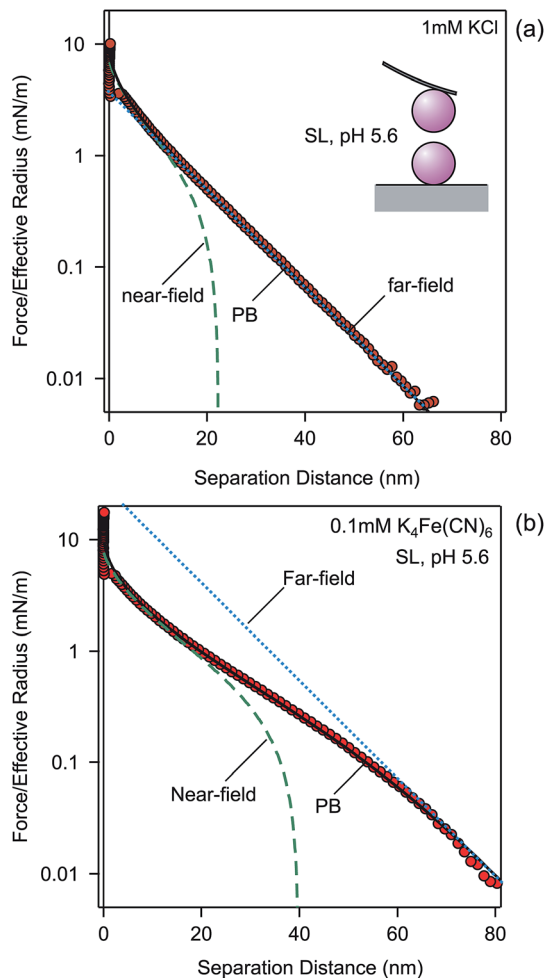 (a)
1mM KCl
SL, pH 5.6
near-field
PB
far-field
10
1
0.1
0.01
0
20
40
60
80
Force/Effective Radius (mN/m)
Separation Distance (nm)
(b)
0.1mM K₄Fe(CN)₆
SL, pH 5.6
Far-field
Near-field
PB
10
1
0.1
0.01
0
20
40
60
80
Force/Effective Radius (mN/m)
Separation Distance (nm)